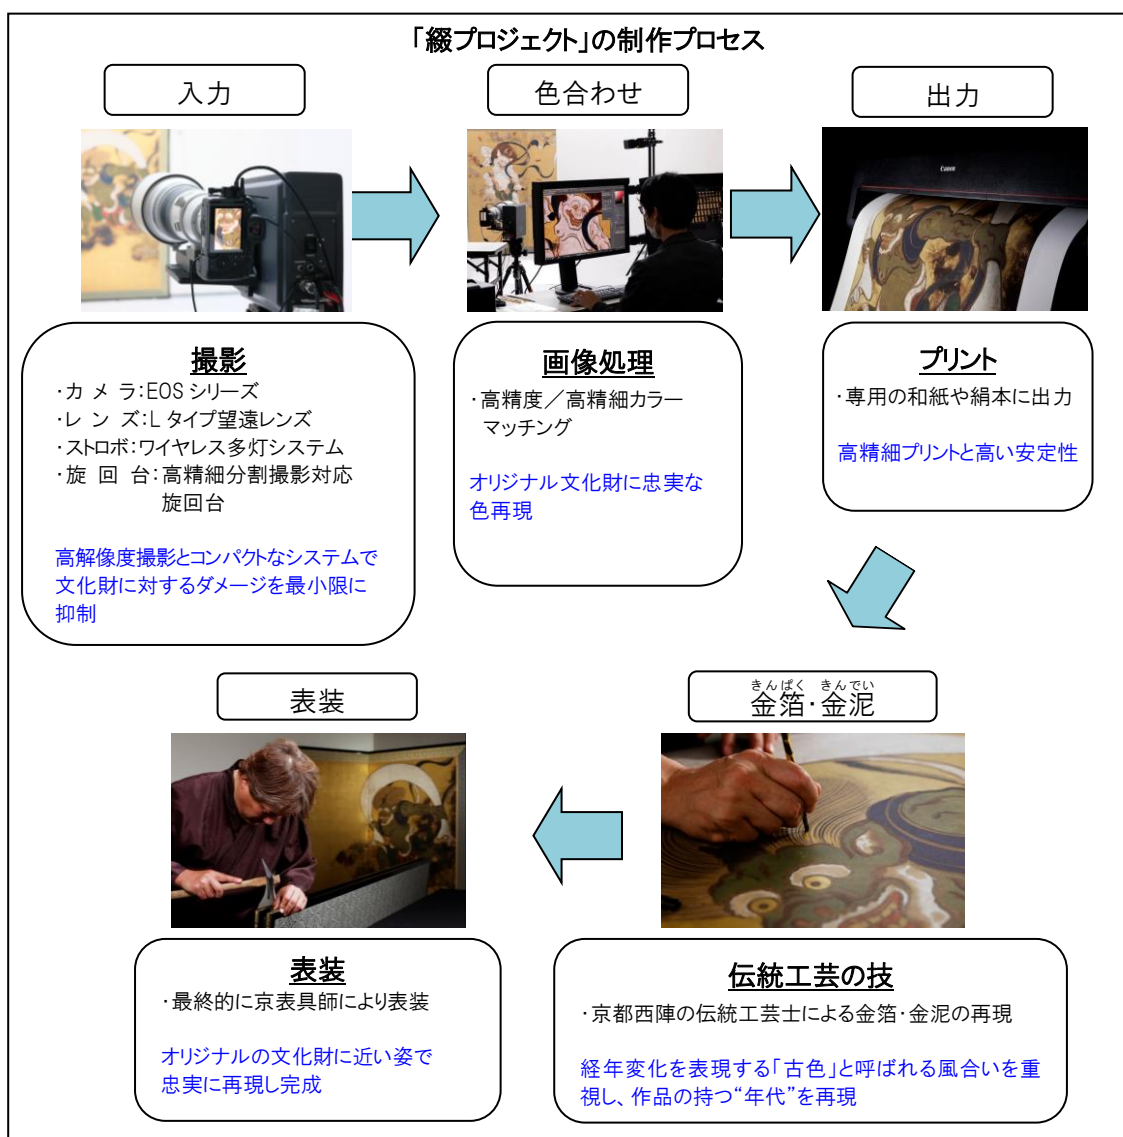 「綴プロジェクト」の制作プロセス
入力
色合わせ
出力
Canon
撮影
・カ メ ラ：EOS シリーズ
・レ ン ズ：L タイプ望遠レンズ
・ストロボ：ワイヤレス多灯システム
・旋 回 台：高精細分割撮影対応
旋回台
高解像度撮影とコンパクトなシステムで
文化財に対するダメージを最小限に
抑制
画像処理
・高精度／高精細カラー
マッチング
オリジナル文化財に忠実な
色再現
プリント
・専用の和紙や絹本に出力
高精細プリントと高い安定性
きんぱく きんでい
金箔・金泥
伝統工芸の技
・京都西陣の伝統工芸士による金箔・金泥の再現
経年変化を表現する「古色」と呼ばれる風合いを重
視し、作品の持つ“年代”を再現
表装
表装
・最終的に京表具師により表装
オリジナルの文化財に近い姿で
忠実に再現し完成